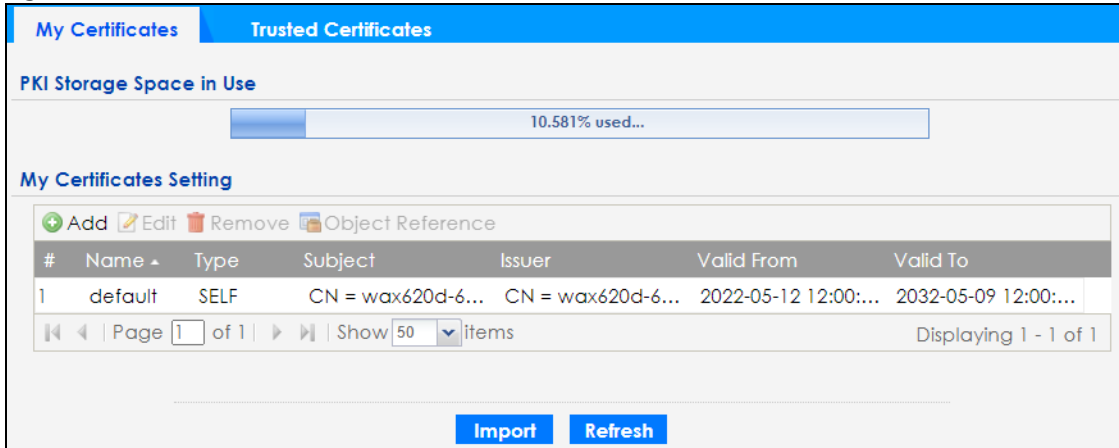 My Certificates Trusted Certificates
PKI Storage Space in Use
10.581% used...
My Certificates Setting
Add Edit Remove Object Reference
# Name Type Subject Issuer Valid From Valid To
1 default SELF CN = wax620d-6... CN = wax620d-6... 2022-05-12 12:00:... 2032-05-09 12:00:...
Page 1 of 1 Show 50 items Displaying 1 - 1 of 1
Import Refresh